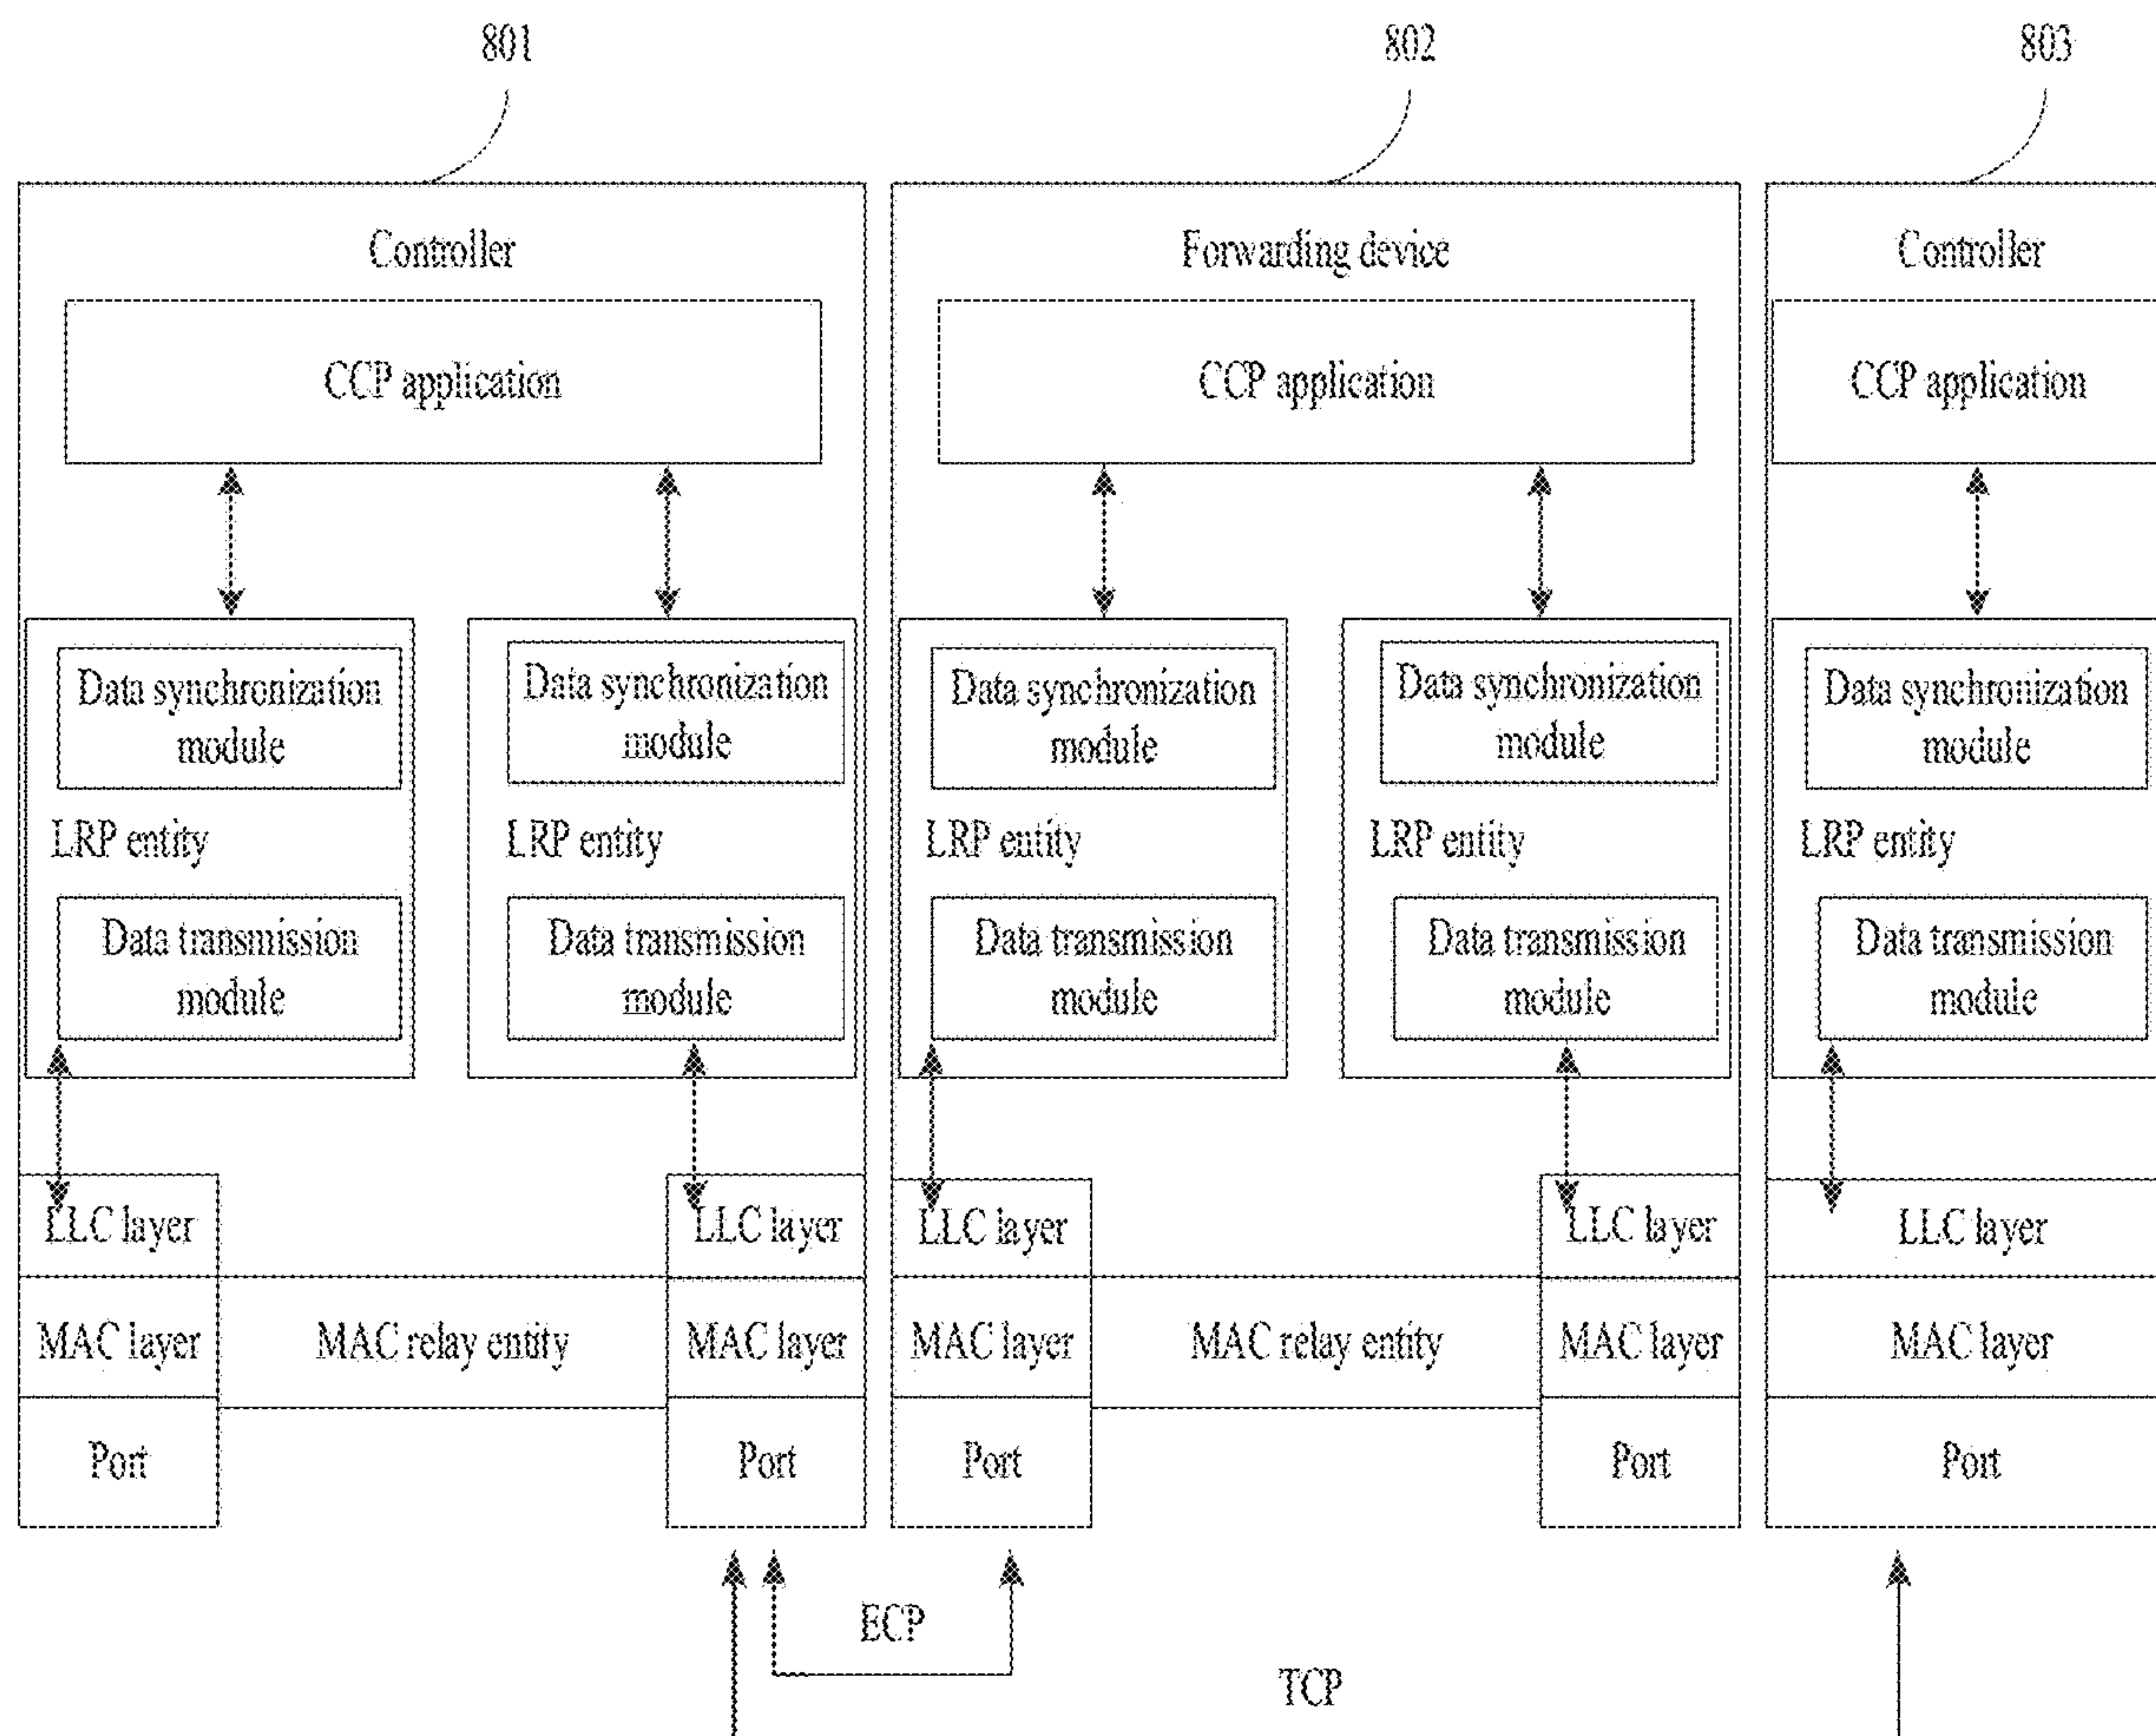 801
802
803
Controller
Forwarding device
Controller
CCP application
CCP application
CCP application
Data synchronization
module
Data synchronization
module
Data synchronization
module
Data synchronization
module
Data synchronization
module
LRP entity
LRP entity
LRP entity
LRP entity
LRP entity
Data transmission
module
Data transmission
module
Data transmission
module
Data transmission
module
Data transmission
module
LLC layer
LLC layer
LLC layer
LLC layer
LLC layer
MAC layer
MAC relay entity
MAC layer
MAC layer
MAC relay entity
MAC layer
MAC layer
Port
Port
Port
Port
Port
ECP
TCP